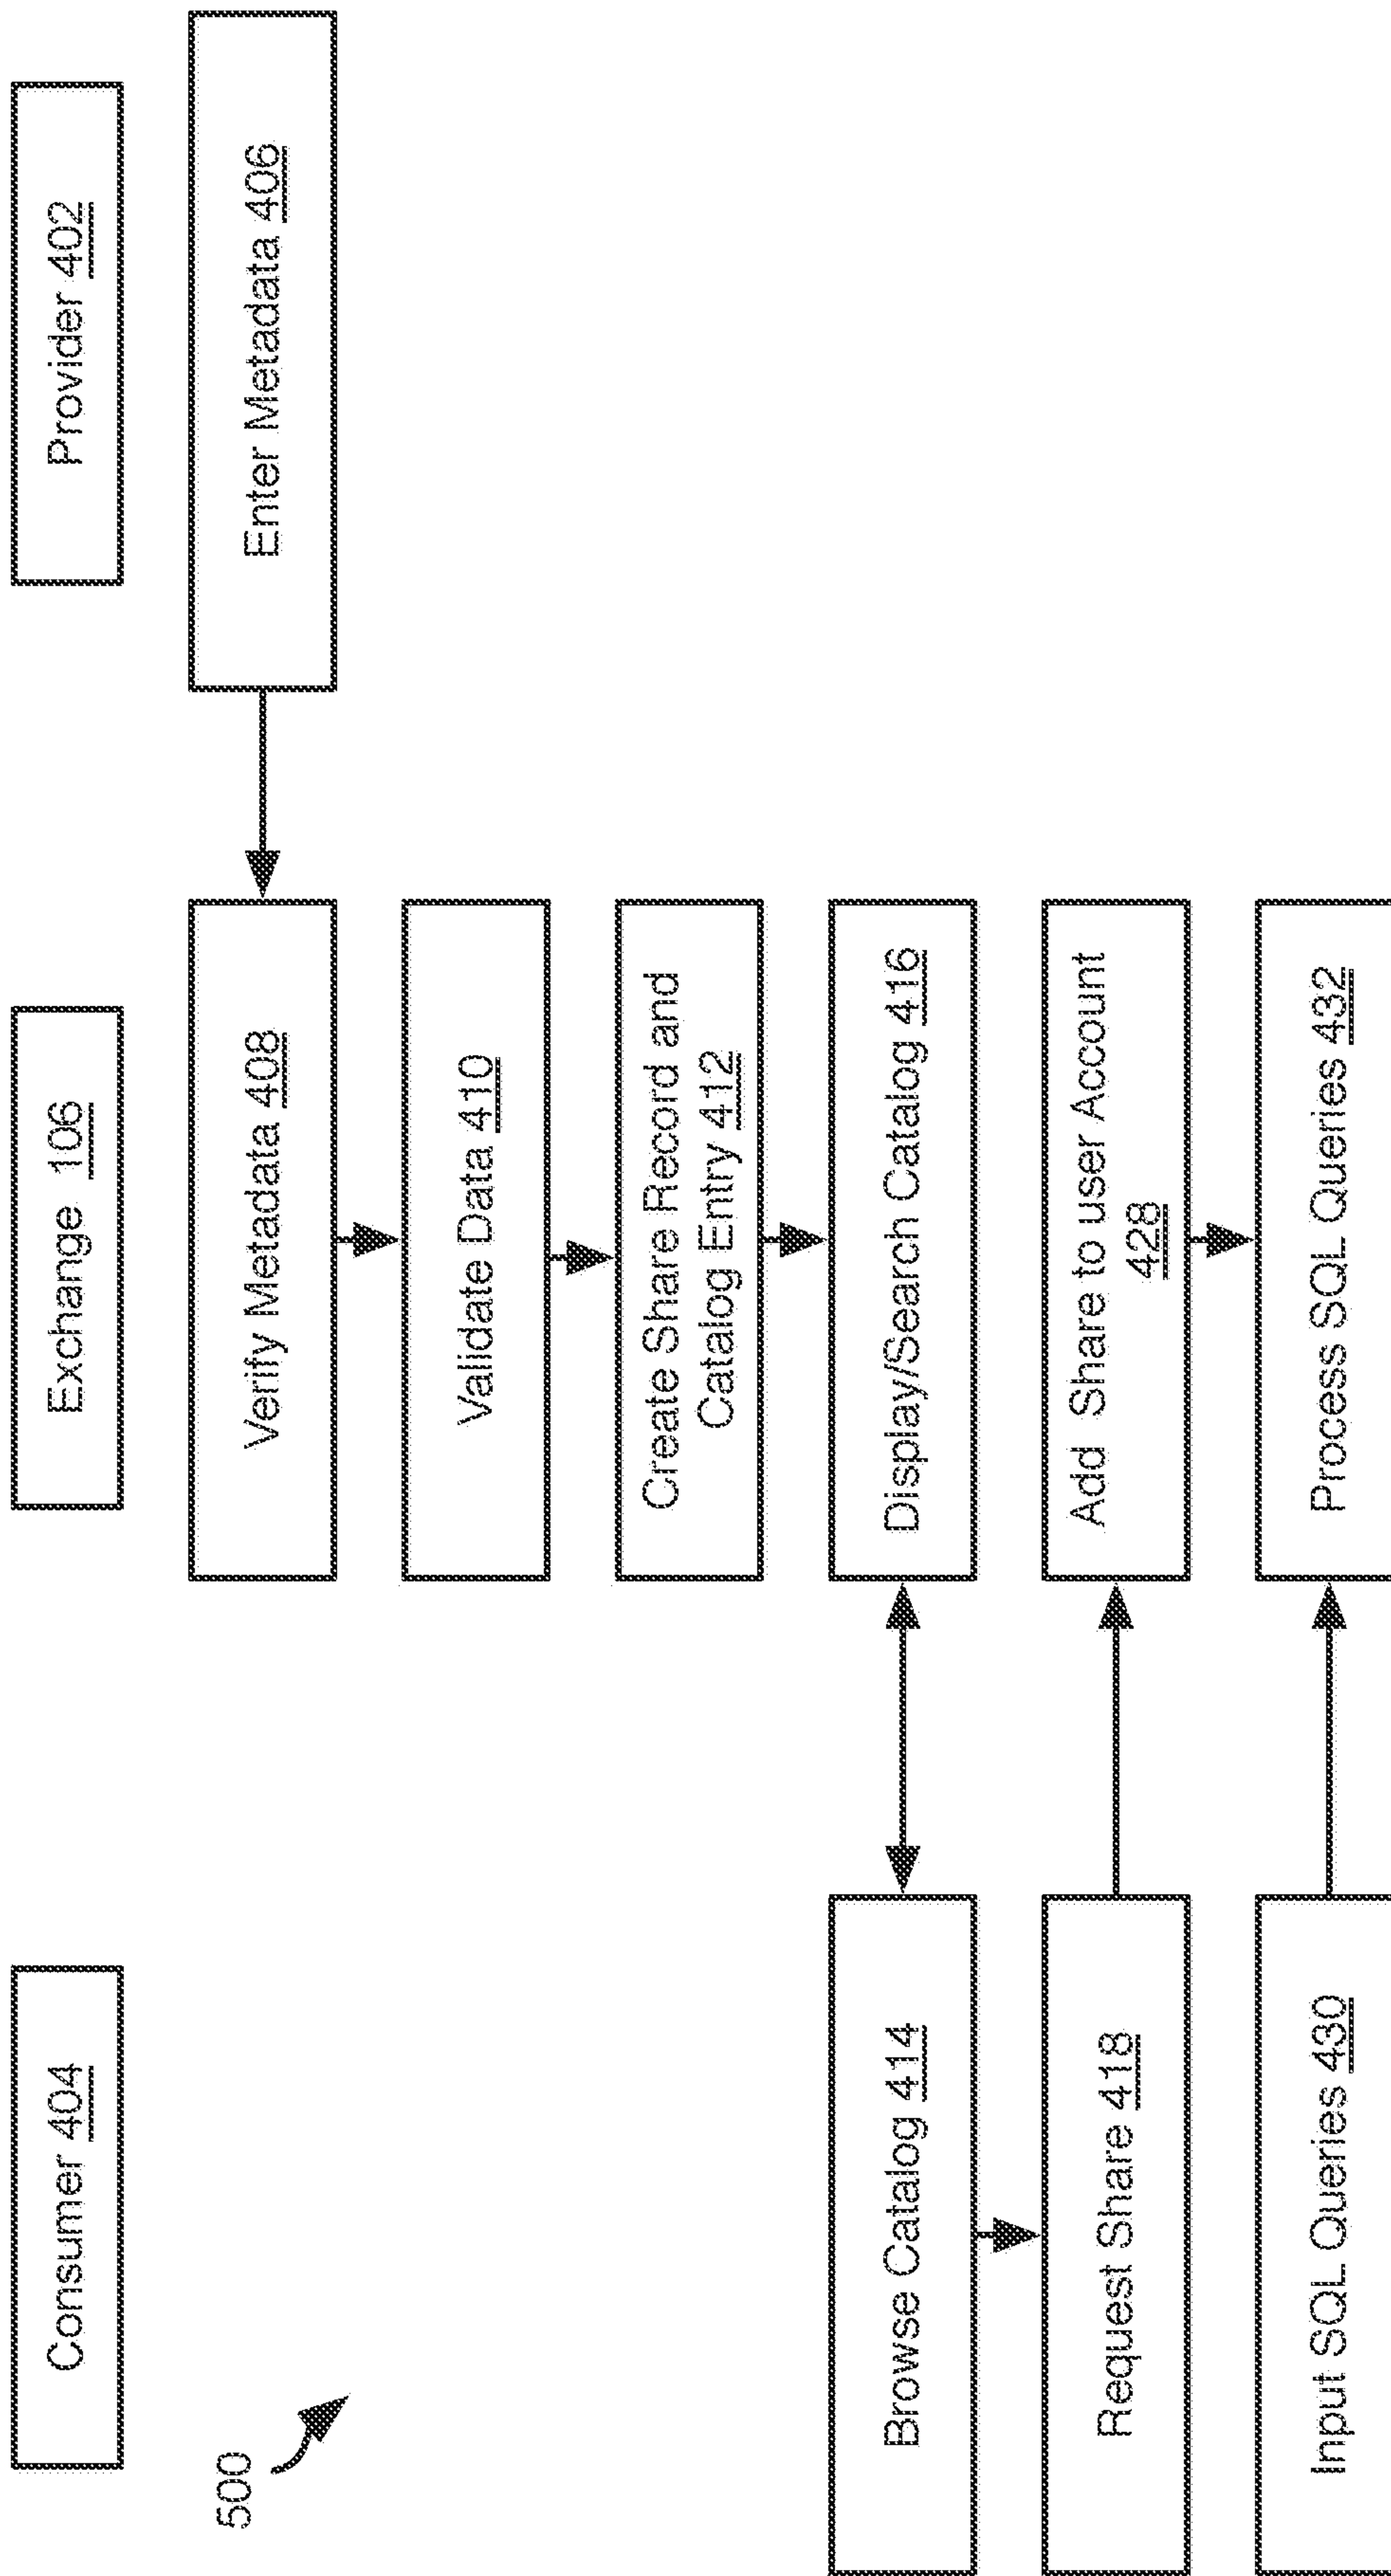 Consumer 404
Exchange 106
Provider 402
500
Verify Metadata 408
Enter Metadata 406
Validate Data 410
Create Share Record and
Catalog Entry 412
Browse Catalog 414
Display/Search Catalog 416
Request Share 418
Add Share to user Account
428
Input SQL Queries 430
Process SQL Queries 432